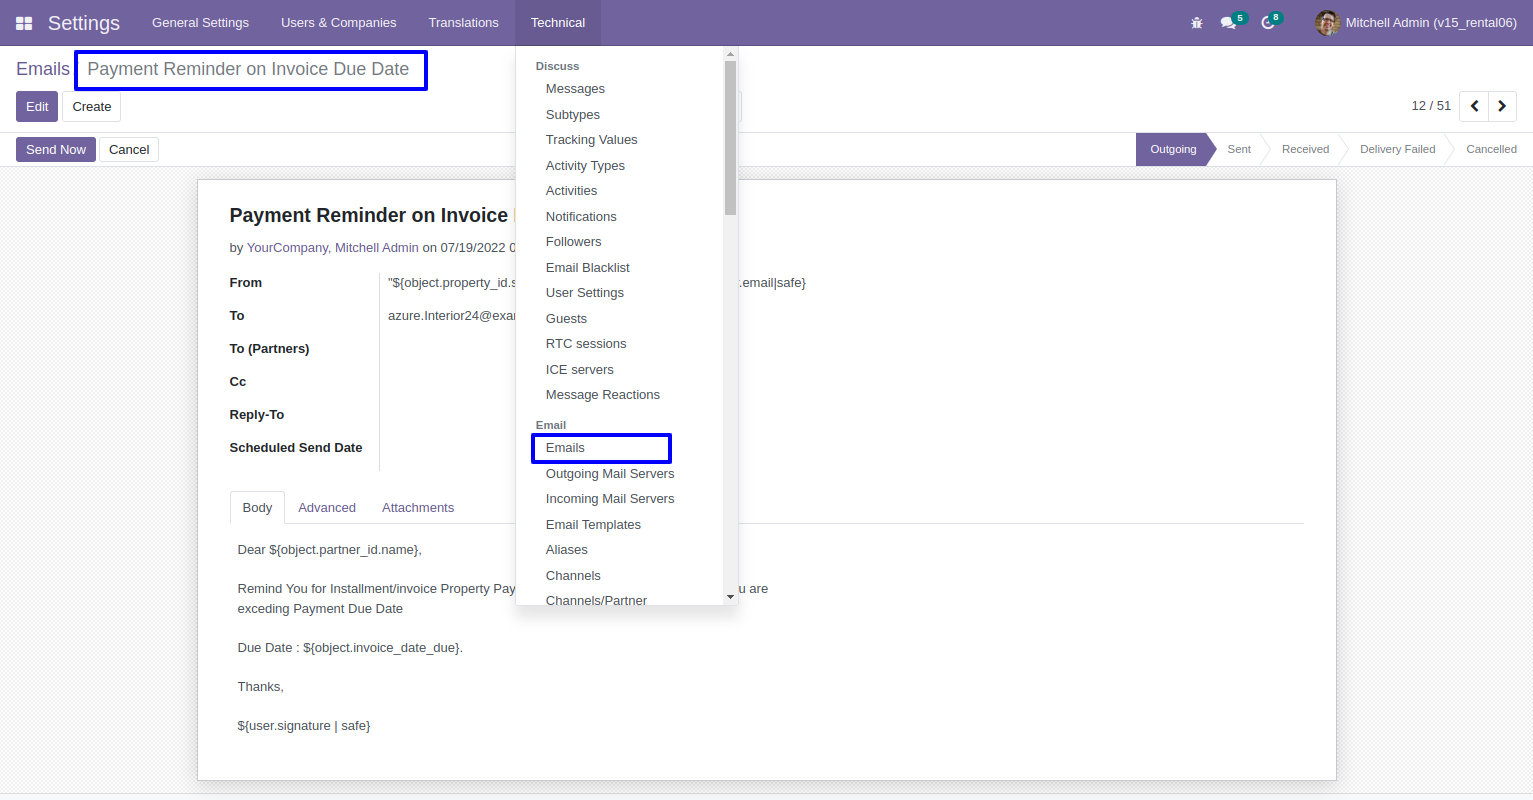 Settings General Settings Users & Companies Translations Technical 5 8 Mitchell Admin (v15_rental06)
Emails Payment Reminder on Invoice Due Date
Edit Create 12 / 51
Send Now Cancel Outgoing Sent Received Delivery Failed Cancelled
Discuss
Messages
Subtypes
Tracking Values
Activity Types
Activities
Notifications
Followers
Email Blacklist
User Settings
Guests
RTC sessions
ICE servers
Message Reactions
Email
Emails
Outgoing Mail Servers
Incoming Mail Servers
Email Templates
Aliases
Channels
Channels/Partner
Payment Reminder on Invoice
by YourCompany, Mitchell Admin on 07/19/2022 0
From "${object.property_id.s .email|safe}
To azure.Interior24@exa
To (Partners)
Cc
Reply-To
Scheduled Send Date
Body Advanced Attachments
Dear ${object.partner_id.name},
Remind You for Installment/invoice Property Pay u are
exceding Payment Due Date
Due Date : ${object.invoice_date_due}.
Thanks,
${user.signature | safe}